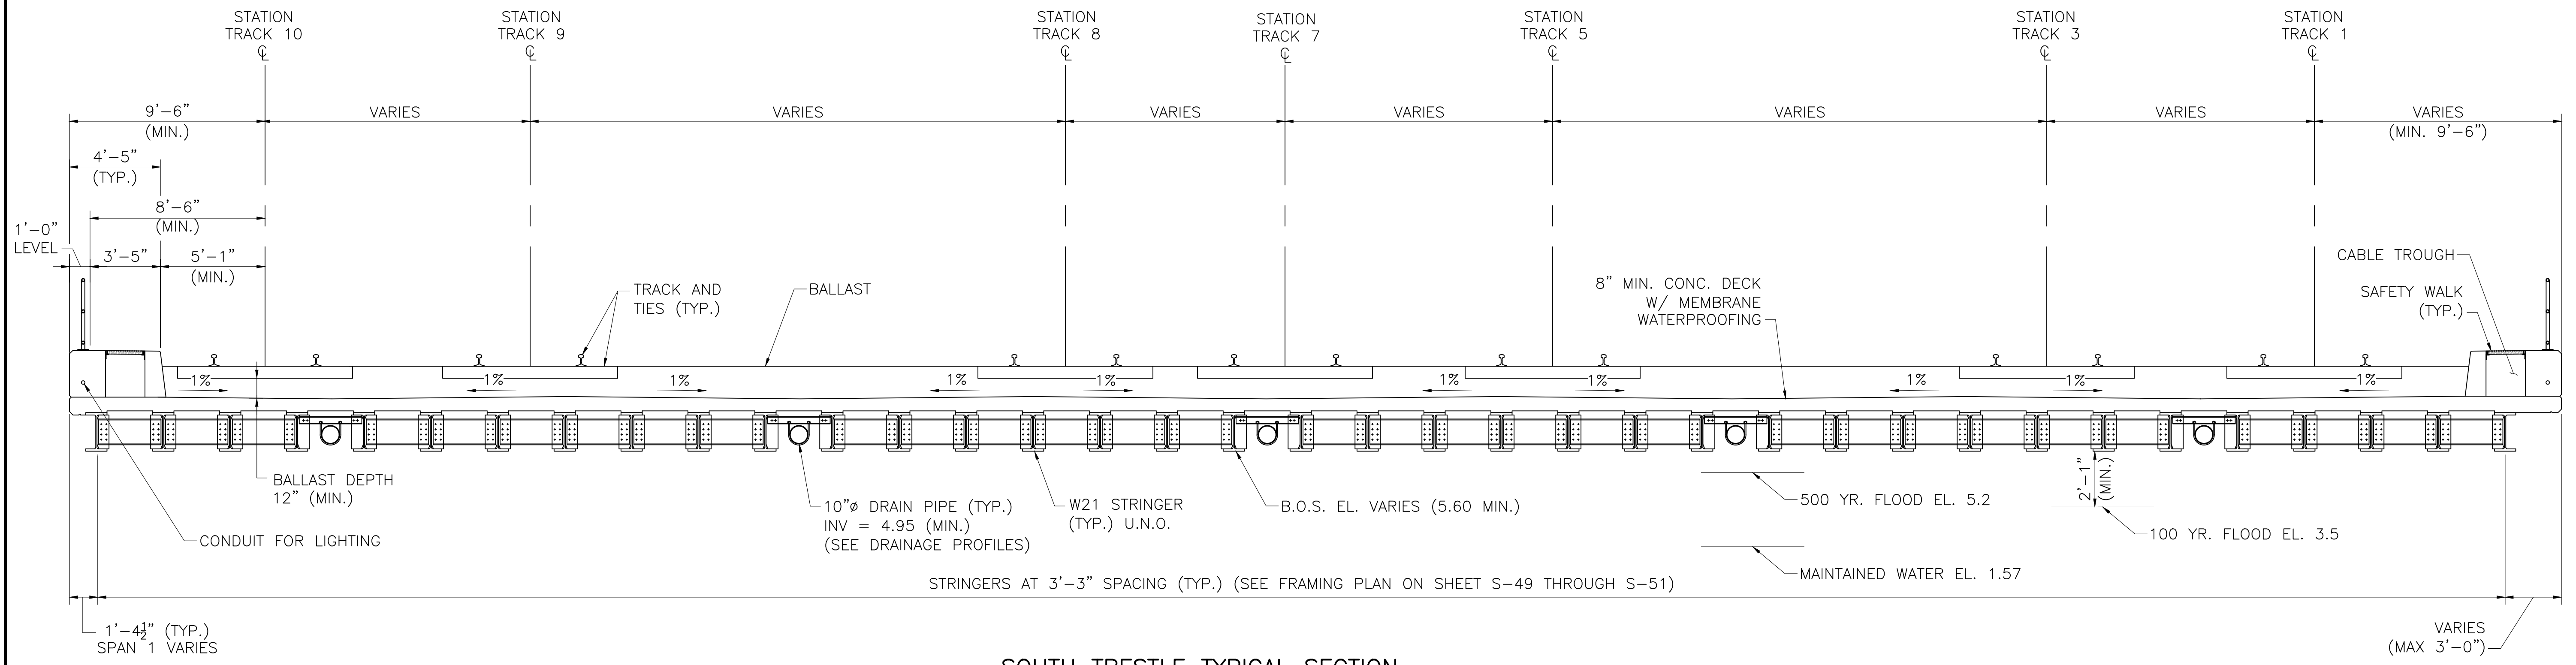 STATION
TRACK 10
℄
STATION
TRACK 9
℄
STATION
TRACK 8
℄
STATION
TRACK 7
℄
STATION
TRACK 5
℄
STATION
TRACK 3
℄
STATION
TRACK 1
℄
9'-6"
(MIN.)
VARIES
VARIES
VARIES
VARIES
VARIES
VARIES
VARIES
(MIN. 9'-6")
4'-5"
(TYP.)
8'-6"
(MIN.)
1'-0"
LEVEL
3'-5"
5'-1"
(MIN.)
TRACK AND
TIES (TYP.)
BALLAST
8" MIN. CONC. DECK
W/ MEMBRANE
WATERPROOFING
CABLE TROUGH
SAFETY WALK
(TYP.)
1%
1%
1%
1%
1%
1%
1%
1%
1%
1%
BALLAST DEPTH
12" (MIN.)
CONDUIT FOR LIGHTING
10"ø DRAIN PIPE (TYP.)
INV = 4.95 (MIN.)
(SEE DRAINAGE PROFILES)
W21 STRINGER
(TYP.) U.N.O.
B.O.S. EL. VARIES (5.60 MIN.)
500 YR. FLOOD EL. 5.2
2'-1"
(MIN.)
100 YR. FLOOD EL. 3.5
MAINTAINED WATER EL. 1.57
STRINGERS AT 3'-3" SPACING (TYP.) (SEE FRAMING PLAN ON SHEET S-49 THROUGH S-51)
1'-4½" (TYP.)
SPAN 1 VARIES
VARIES
(MAX 3'-0")
SOUTH TRESTLE TYPICAL SECTION